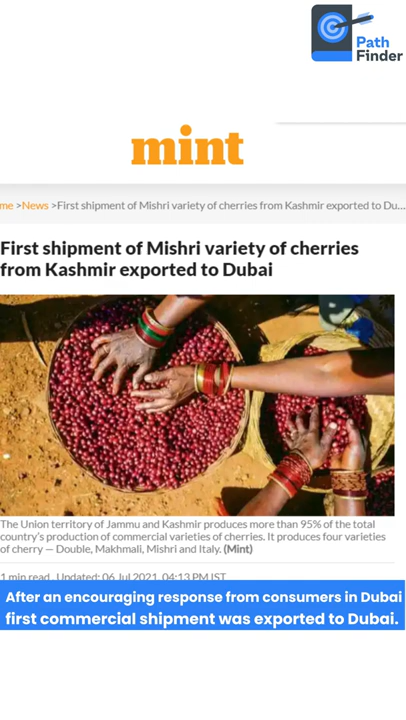 Path
Finder
mint
me >News >First shipment of Mishri variety of cherries from Kashmir exported to Du...
First shipment of Mishri variety of cherries
from Kashmir exported to Dubai
The Union territory of Jammu and Kashmir produces more than 95% of the total
country's production of commercial varieties of cherries. It produces four varieties
of cherry — Double, Makhmali, Mishri and Italy. (Mint)
1 min read . Updated: 06 Jul 2021, 04:13 PM IST
After an encouraging response from consumers in Dubai
first commercial shipment was exported to Dubai.